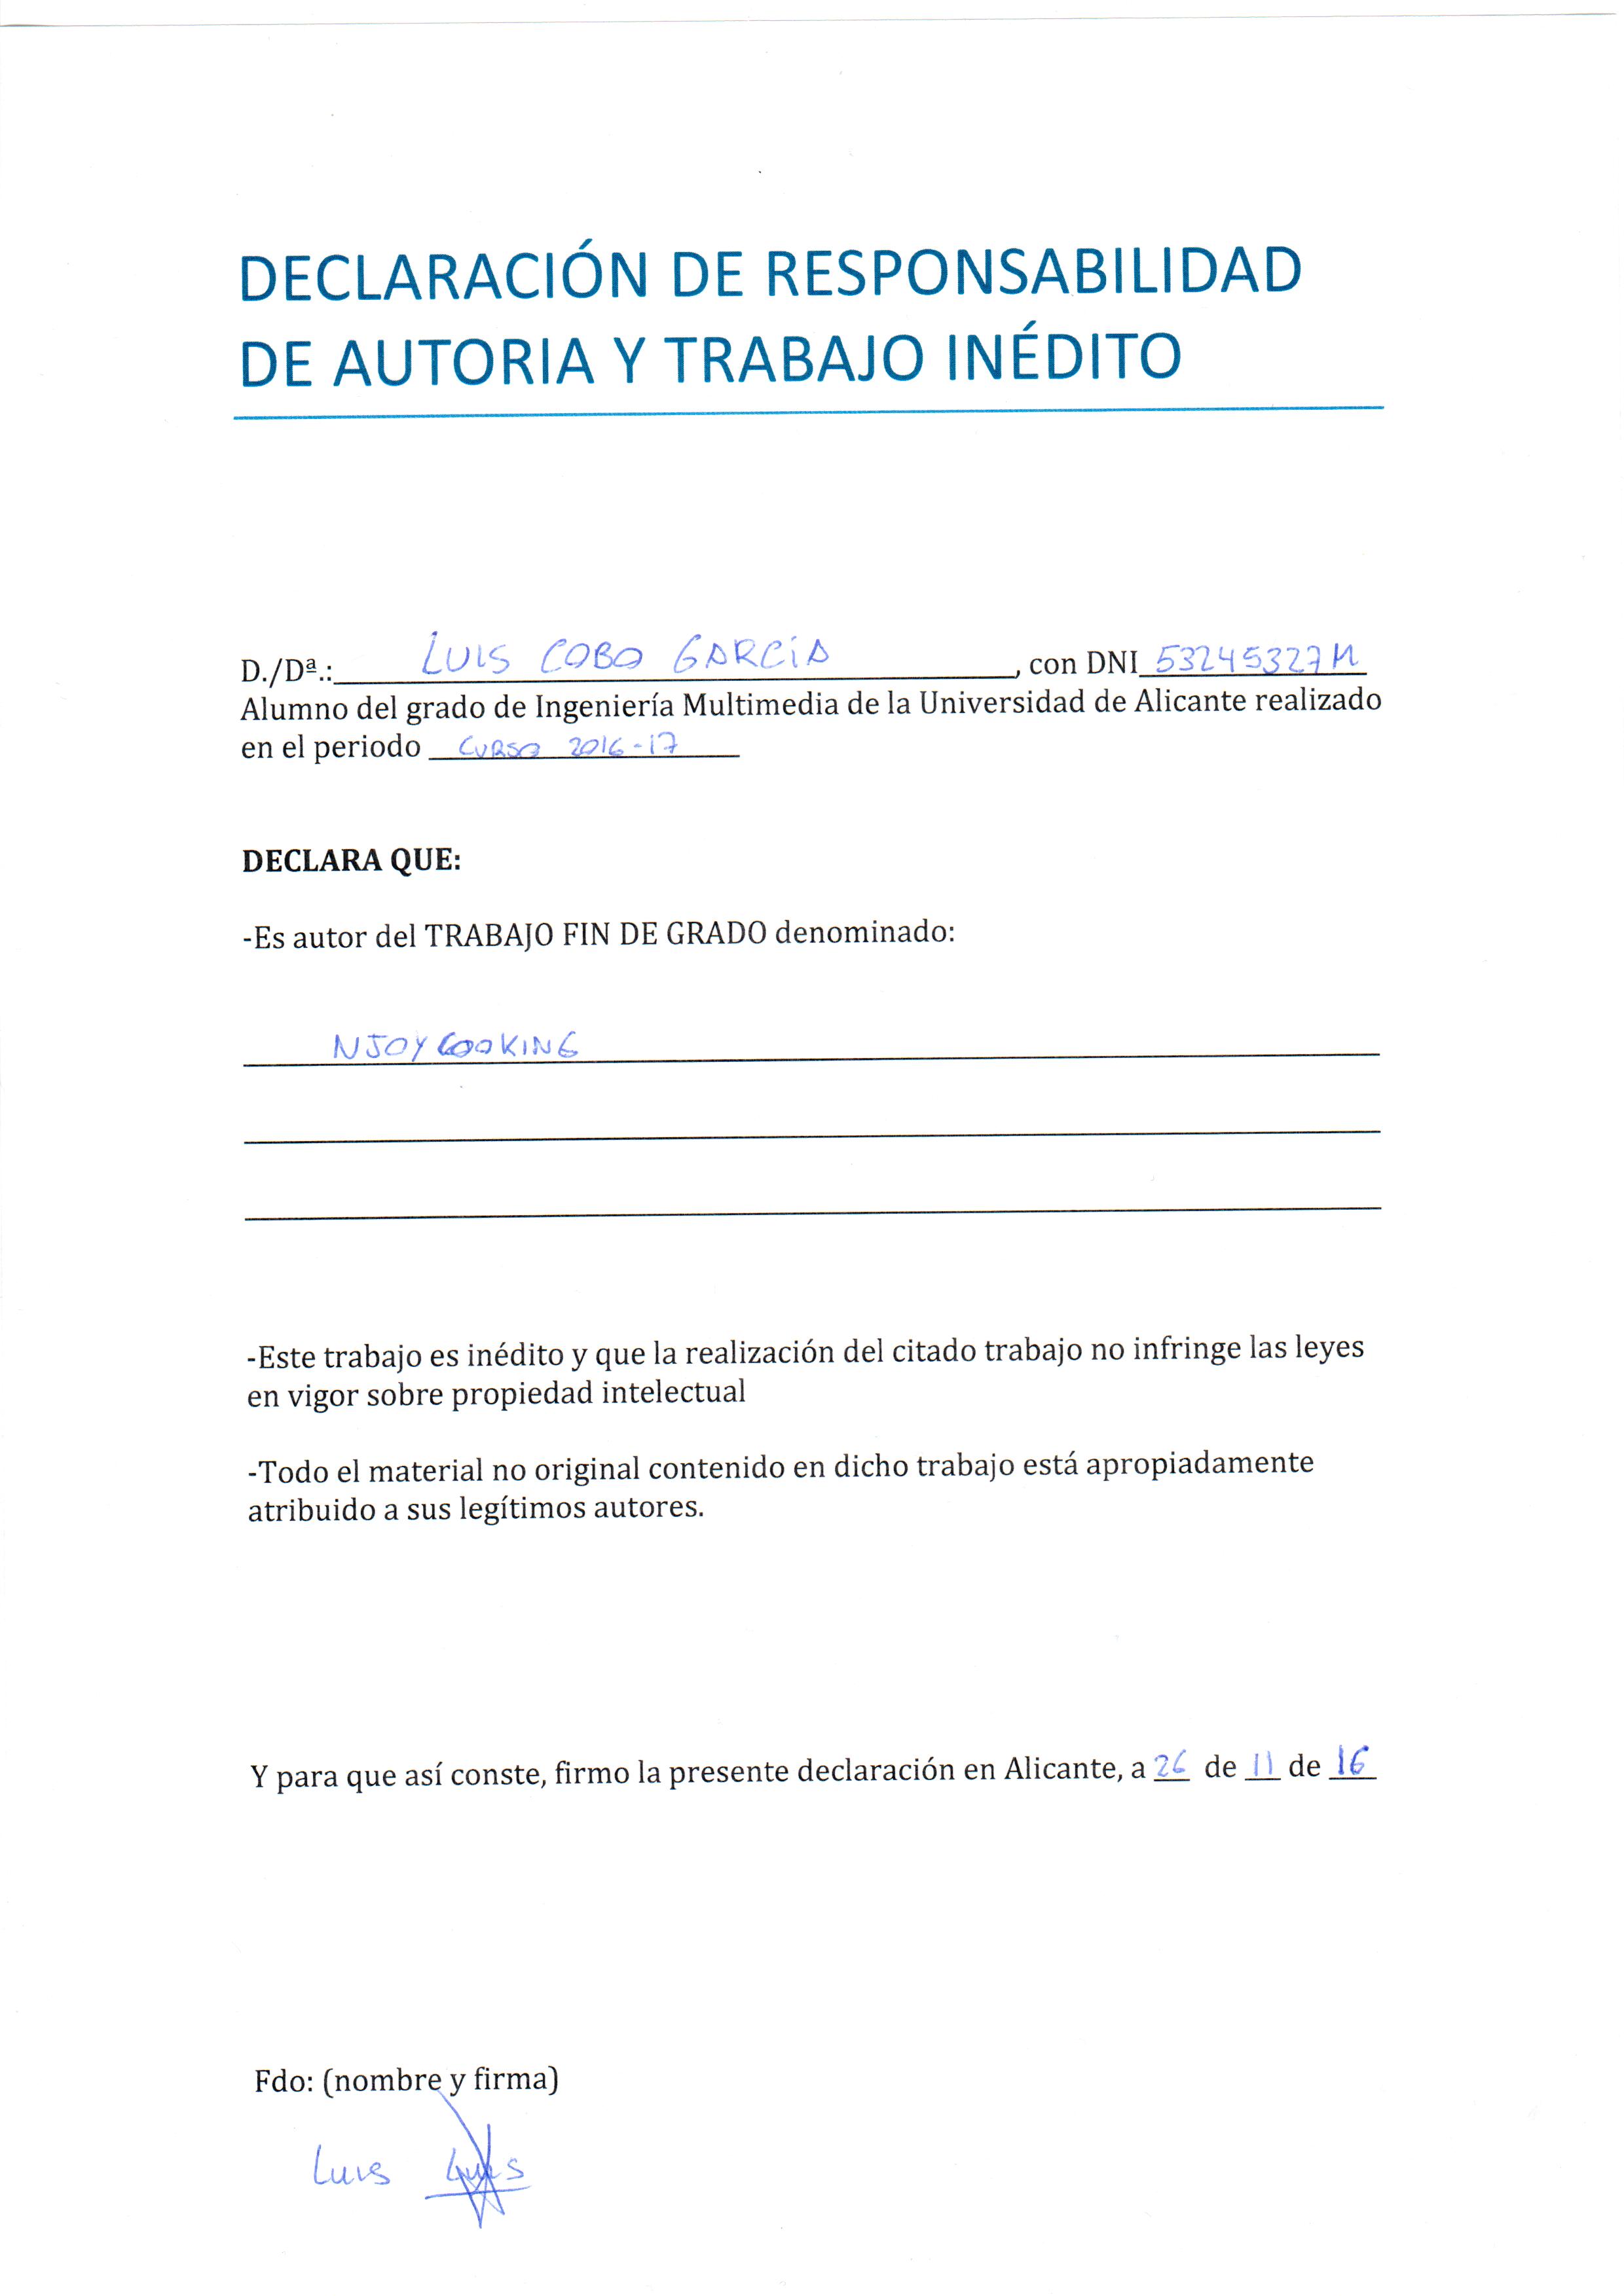 DECLARACIÓN DE RESPONSABILIDAD
DE AUTORIA Y TRABAJO INÉDITO
D./Dª.: LUIS COBO GARCÍA, con DNI 53245327M
Alumno del grado de Ingeniería Multimedia de la Universidad de Alicante realizado
en el periodo CURSO 2016-17
DECLARA QUE:
-Es autor del TRABAJO FIN DE GRADO denominado:
NJOYCOOKING
-Este trabajo es inédito y que la realización del citado trabajo no infringe las leyes
en vigor sobre propiedad intelectual
-Todo el material no original contenido en dicho trabajo está apropiadamente
atribuido a sus legítimos autores.
Y para que así conste, firmo la presente declaración en Alicante, a 26 de 11 de 16
Fdo: (nombre y firma)
Luis Luis